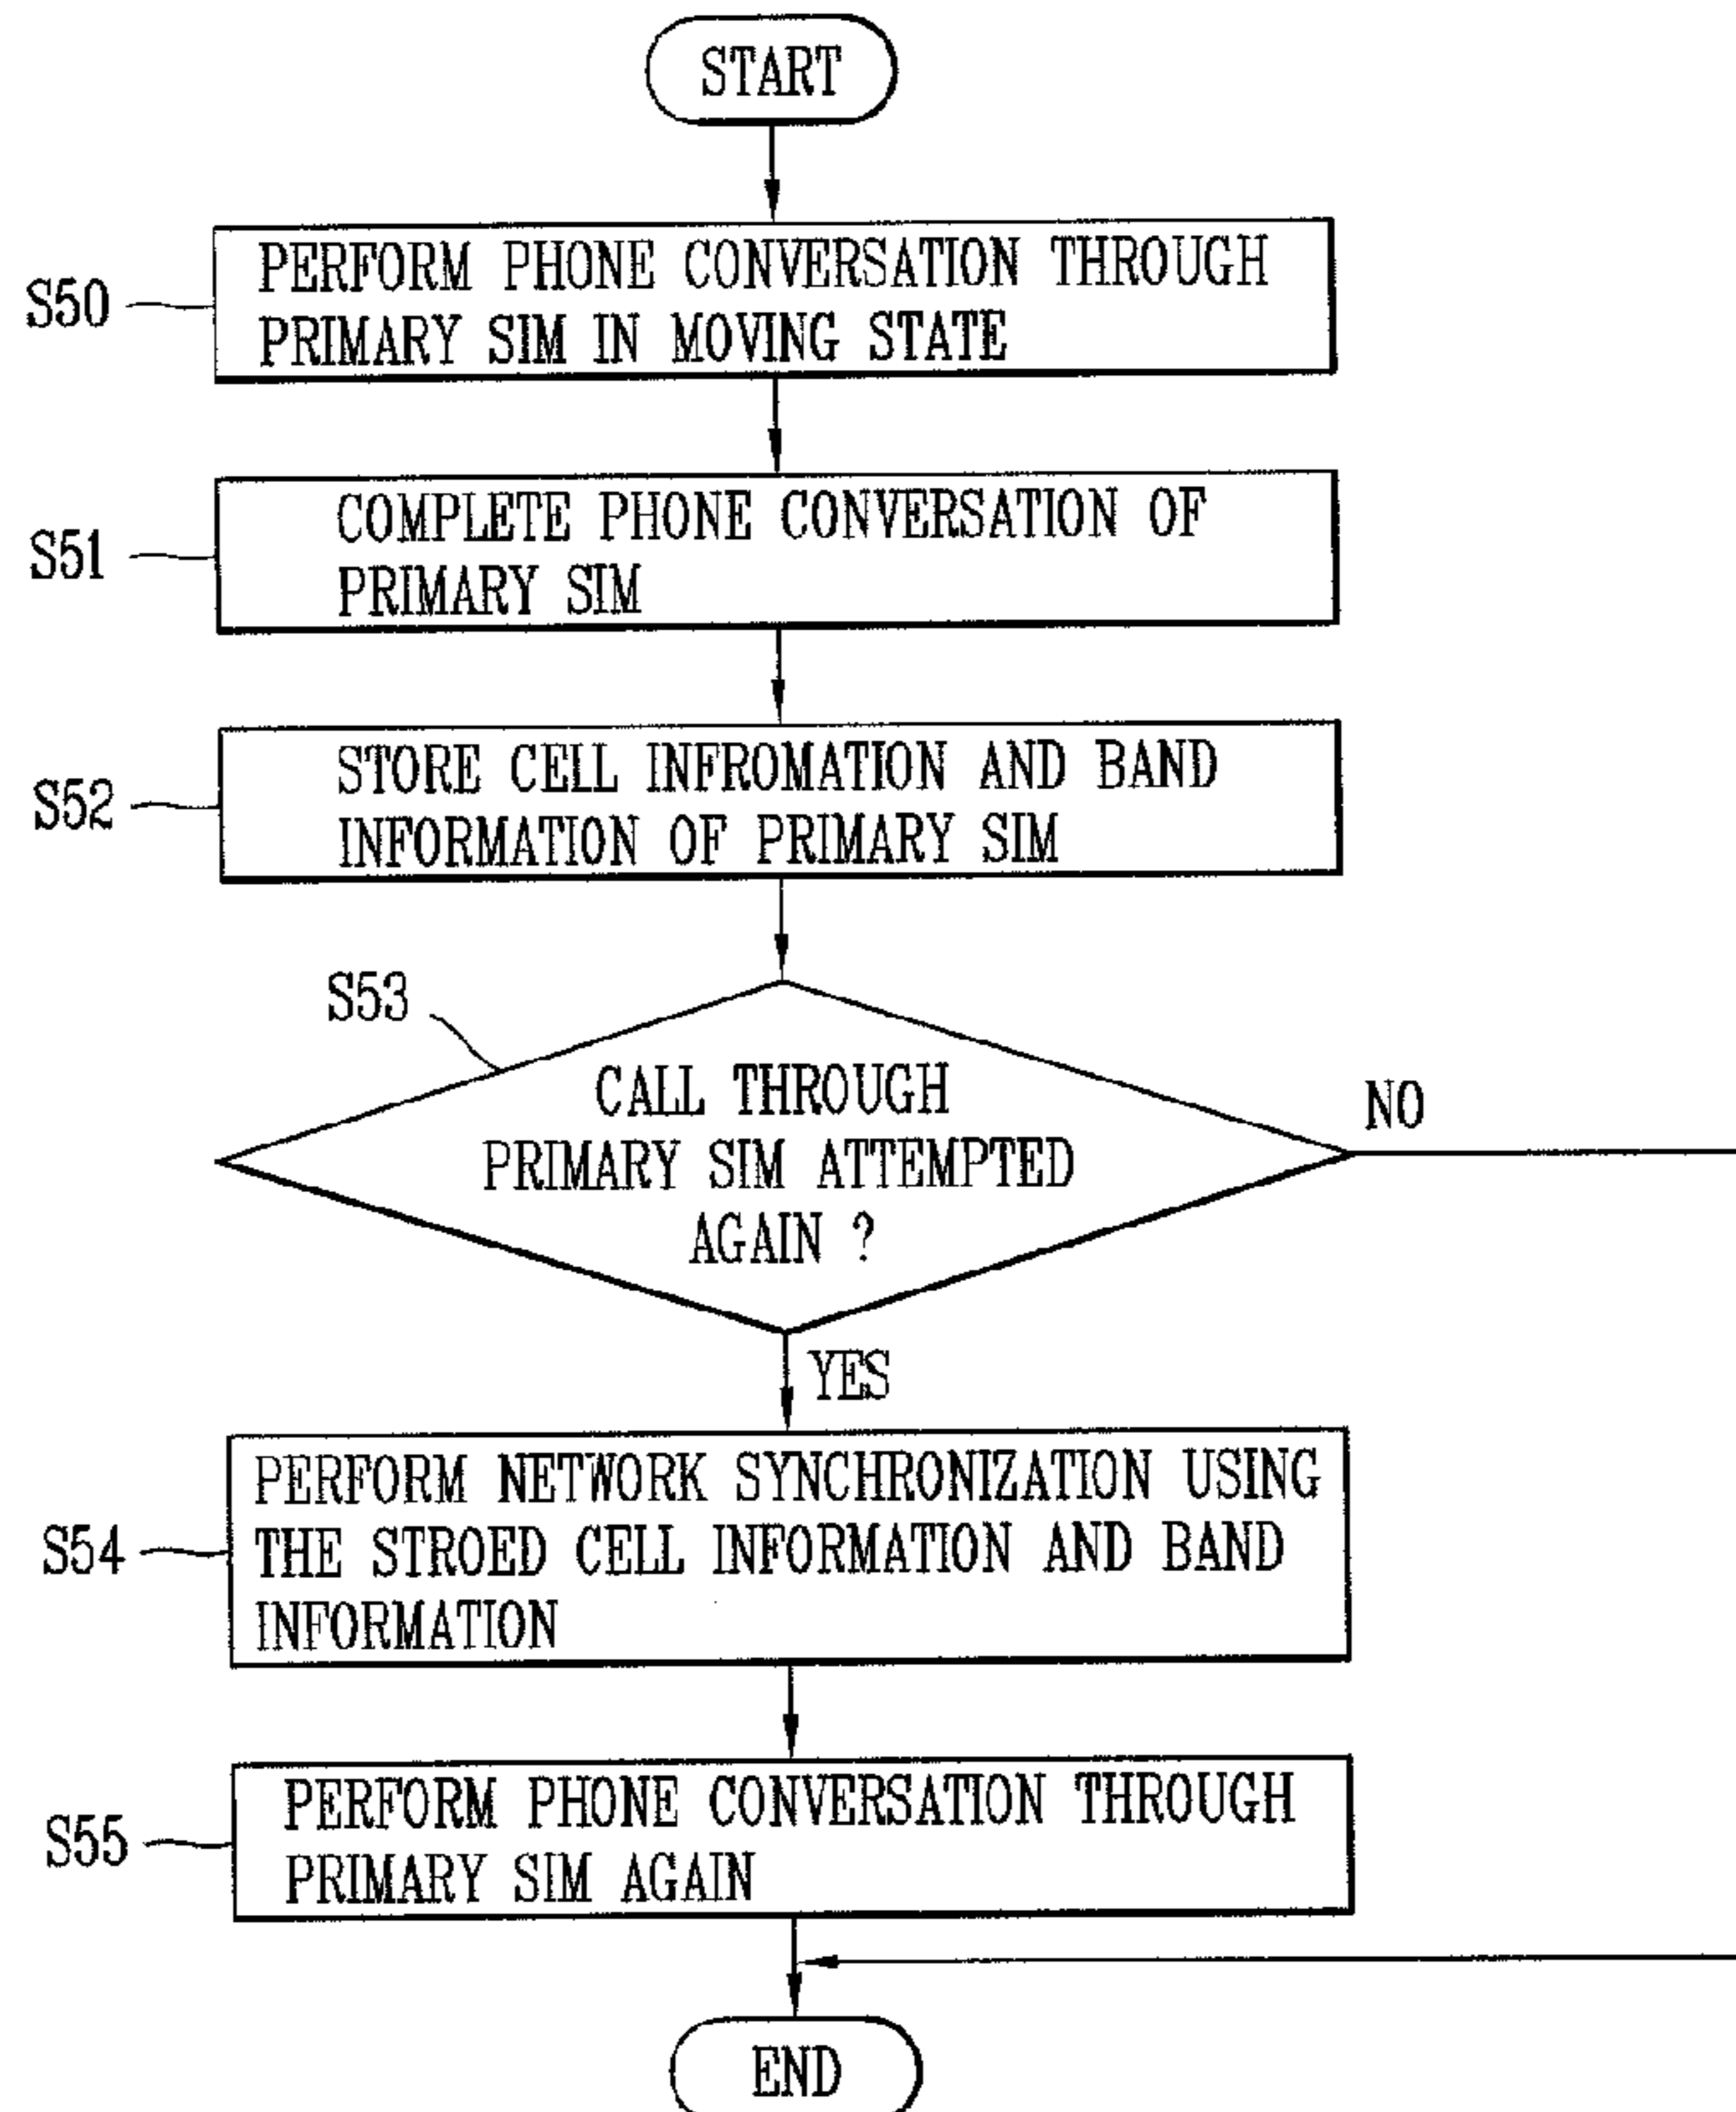 START
S50
PERFORM PHONE CONVERSATION THROUGH
PRIMARY SIM IN MOVING STATE
S51
COMPLETE PHONE CONVERSATION OF
PRIMARY SIM
S52
STORE CELL INFROMATION AND BAND
INFORMATION OF PRIMARY SIM
S53
CALL THROUGH
PRIMARY SIM ATTEMPTED
AGAIN ?
NO
YES
S54
PERFORM NETWORK SYNCHRONIZATION USING
THE STROED CELL INFORMATION AND BAND
INFORMATION
S55
PERFORM PHONE CONVERSATION THROUGH
PRIMARY SIM AGAIN
END